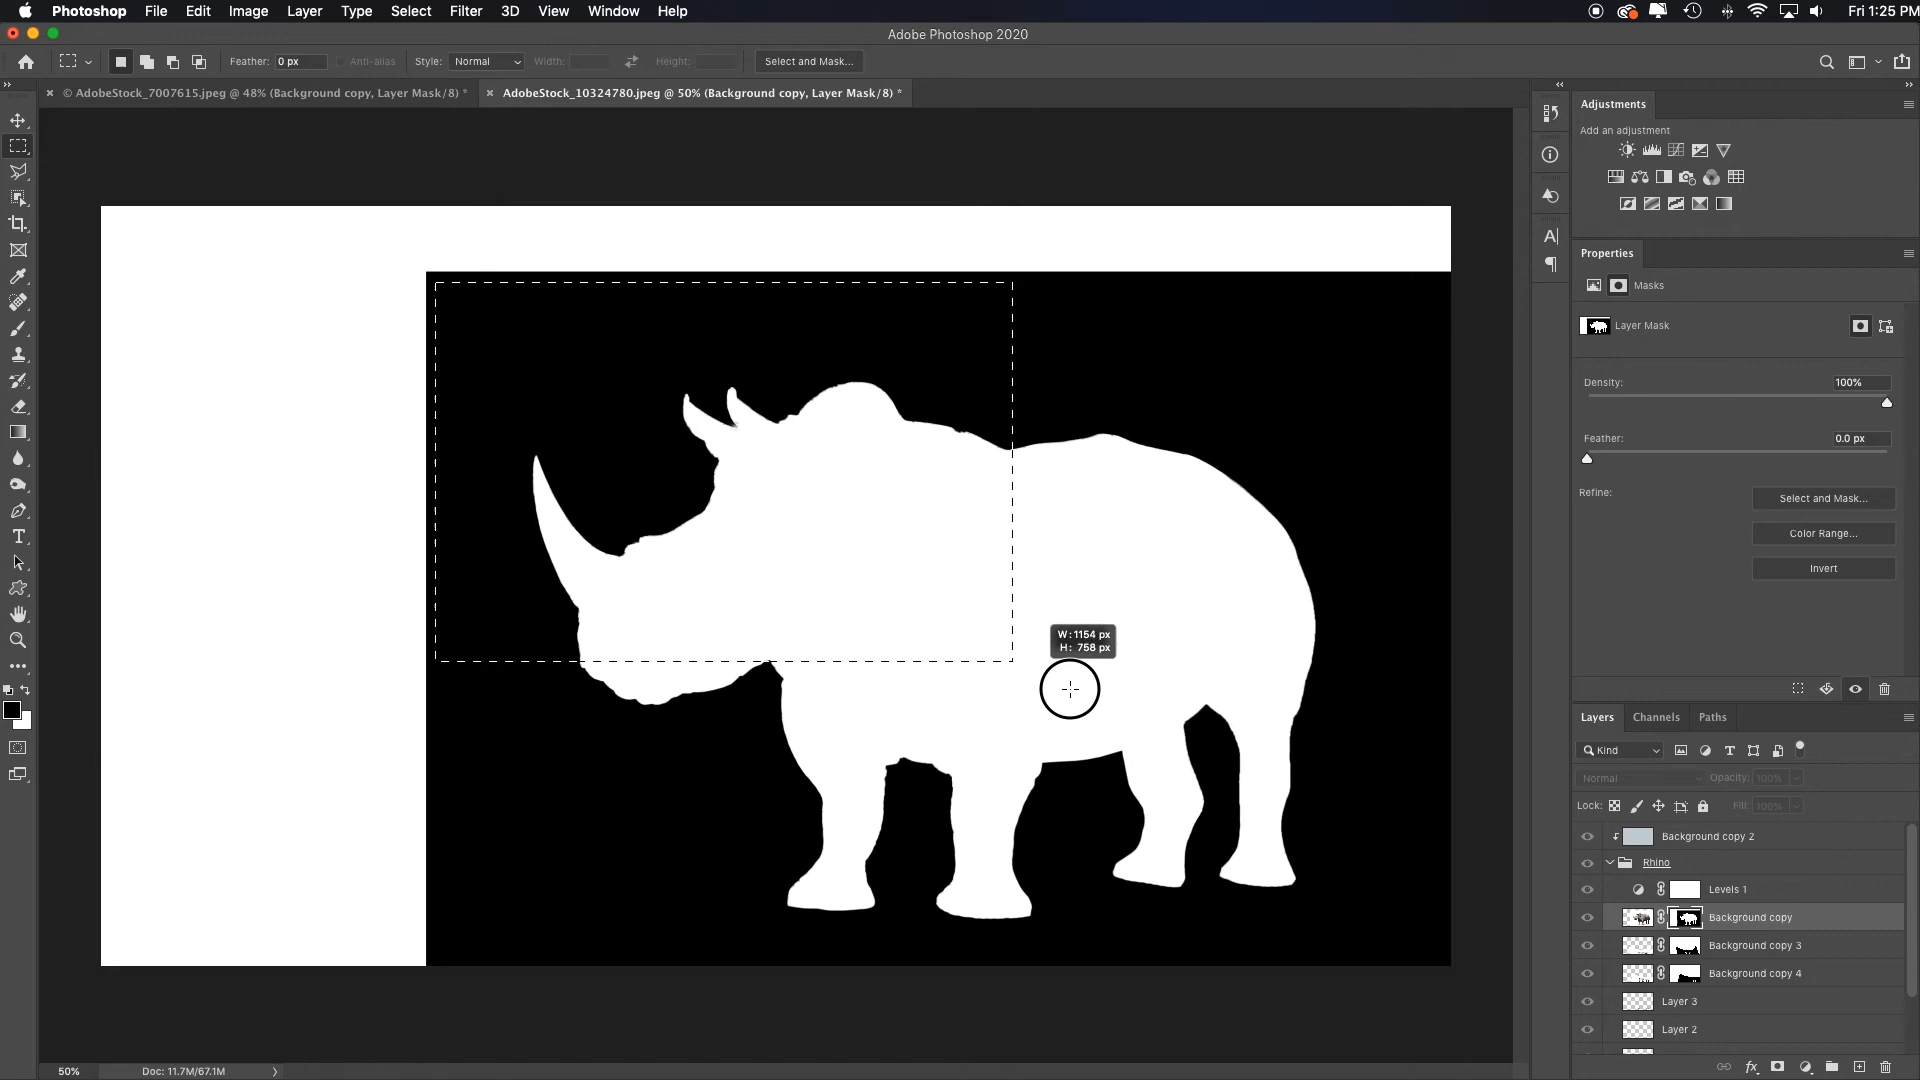 Photoshop File Edit Image Layer Type Select Filter 3D View Window Help Fri 1:25 PM
Adobe Photoshop 2020
Feather: 0 px Anti-alias Style: Normal Width: Height: Select and Mask...
© AdobeStock_7007615.jpeg @ 48% (Background copy, Layer Mask/8) * AdobeStock_10324780.jpeg @ 50% (Background copy, Layer Mask/8) *
Adjustments
Add an adjustment
Properties
Masks
Layer Mask
Density: 100%
Feather: 0.0 px
Refine: Select and Mask...
Color Range...
Invert
W: 1154 px
H: 758 px
Layers Channels Paths
Kind
Normal Opacity: 100%
Lock: Fill: 100%
Background copy 2
Rhino
Levels 1
Background copy
Background copy 3
Background copy 4
Layer 3
Layer 2
50% Doc: 11.7M/67.1M